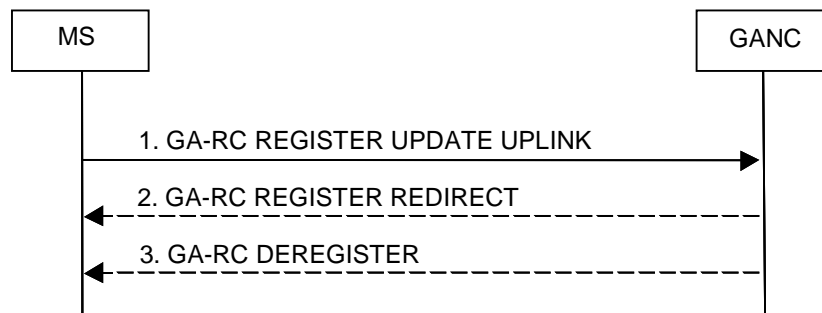 MS
GANC
1. GA-RC REGISTER UPDATE UPLINK
2. GA-RC REGISTER REDIRECT
3. GA-RC DEREGISTER